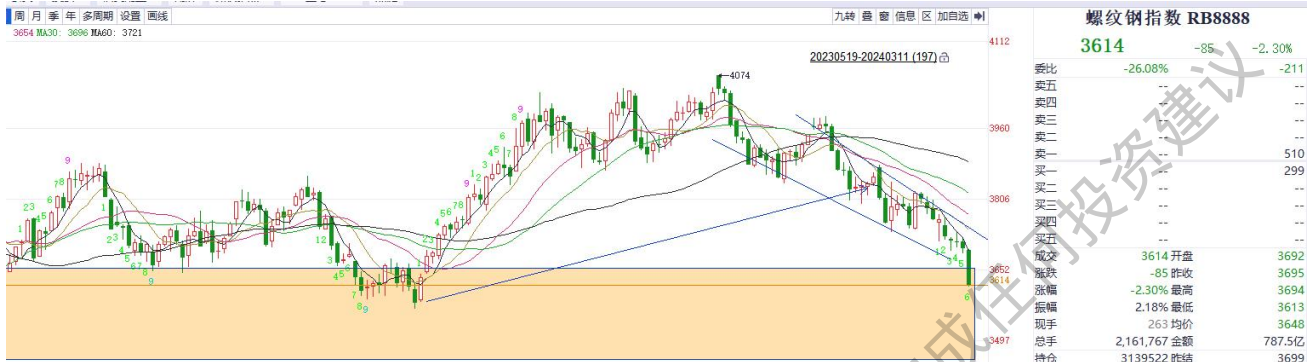 周 月 季 年 多周期 设置 画线
九转 叠 窗 信息 区 加自选
3654 MA30: 3696 MA60: 3721
20230519-20240311 (197)
4074
4112
3960
3806
3652
3614
3497
螺纹钢指数 RB8888
3614 -85 -2.30%
委比 -26.08% -211
卖五 -- --
卖四 -- --
卖三 -- --
卖二 -- --
卖一 -- 510
买一 -- 299
买二 -- --
买三 -- --
买四 -- --
买五 -- --
成交 3614 开盘 3692
涨跌 -85 昨收 3695
涨幅 -2.30% 最高 3694
振幅 2.18% 最低 3613
现手 263 均价 3648
总手 2,161,767 金额 787.5亿
持仓 3139522 昨结 3699
成任何投资建议